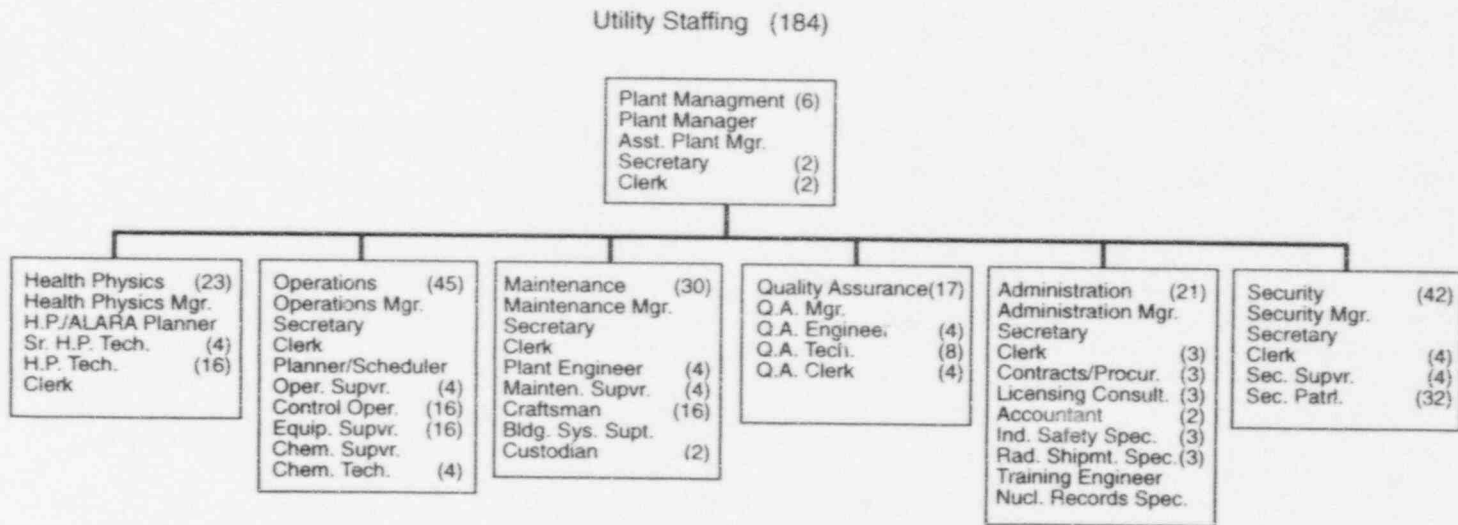 Utility Staffing (184)
Plant Managment (6)
Plant Manager
Asst. Plant Mgr.
Secretary (2)
Clerk (2)
Health Physics (23)
Health Physics Mgr.
H.P./ALARA Planner
Sr. H.P. Tech. (4)
H.P. Tech. (16)
Clerk
Operations (45)
Operations Mgr.
Secretary
Clerk
Planner/Scheduler
Oper. Supvr. (4)
Control Oper. (16)
Equip. Supvr. (16)
Chem. Supvr.
Chem. Tech. (4)
Maintenance (30)
Maintenance Mgr.
Secretary
Clerk
Plant Engineer (4)
Mainten. Supvr. (4)
Craftsman (16)
Bldg. Sys. Supt.
Custodian (2)
Quality Assurance(17)
Q.A. Mgr.
Q.A. Engineer (4)
Q.A. Tech. (8)
Q.A. Clerk (4)
Administration (21)
Administration Mgr.
Secretary
Clerk (3)
Contracts/Procur. (3)
Licensing Consult. (3)
Accountant (2)
Ind. Safety Spec. (3)
Rad. Shipmt. Spec.(3)
Training Engineer
Nucl. Records Spec.
Security (42)
Security Mgr.
Secretary
Clerk (4)
Sec. Supvr. (4)
Sec. Patrl. (32)